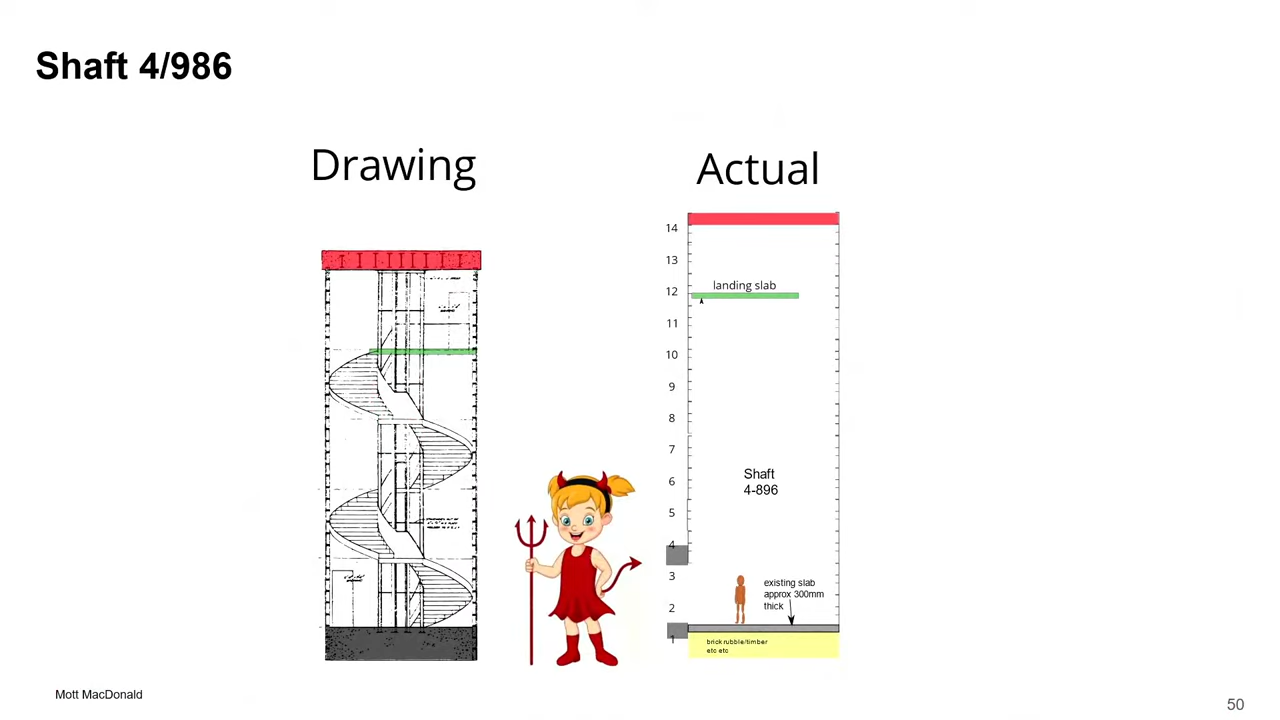 Shaft 4/986
Drawing
Actual
14
13
landing slab
12
11
10
9
8
7
Shaft
6
4-896
5
4
3
existing slab
approx 300mm
thick
2
1
brick rubble/timber
etc etc
Mott MacDonald
50